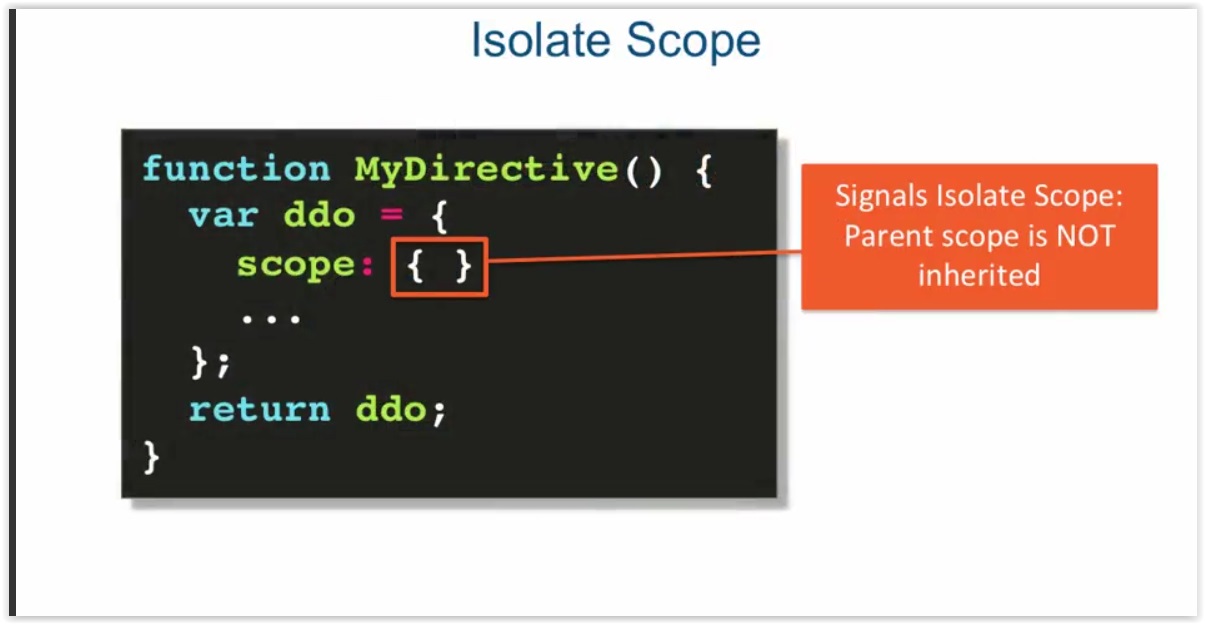 Isolate Scope
function MyDirective() {
var ddo = {
scope: { }
...
};
return ddo;
}
Signals Isolate Scope:
Parent scope is NOT
inherited